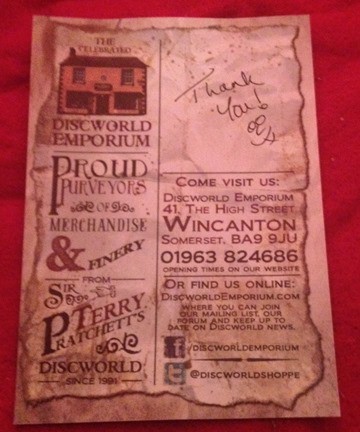 THE
CELEBRATED
DISCWORLD
EMPORIUM
PROUD
PURVEYORS
OF
MERCHANDISE
& FINERY
FROM
SIR
TERRY
PRATCHETT'S
DISCWORLD
SINCE 1991
Thank
You!
COME VISIT US:
DISCWORLD EMPORIUM
41, THE HIGH STREET
WINCANTON
SOMERSET, BA9 9JU
01963 824686
OPENING TIMES ON OUR WEBSITE
OR FIND US ONLINE:
DISCWORLDEMPORIUM.COM
WHERE YOU CAN JOIN
OUR MAILING LIST, OUR
FORUM AND KEEP UP TO
DATE ON DISCWORLD NEWS.
f /DISCWORLDEMPORIUM
t @DISCWORLDSHOPPE